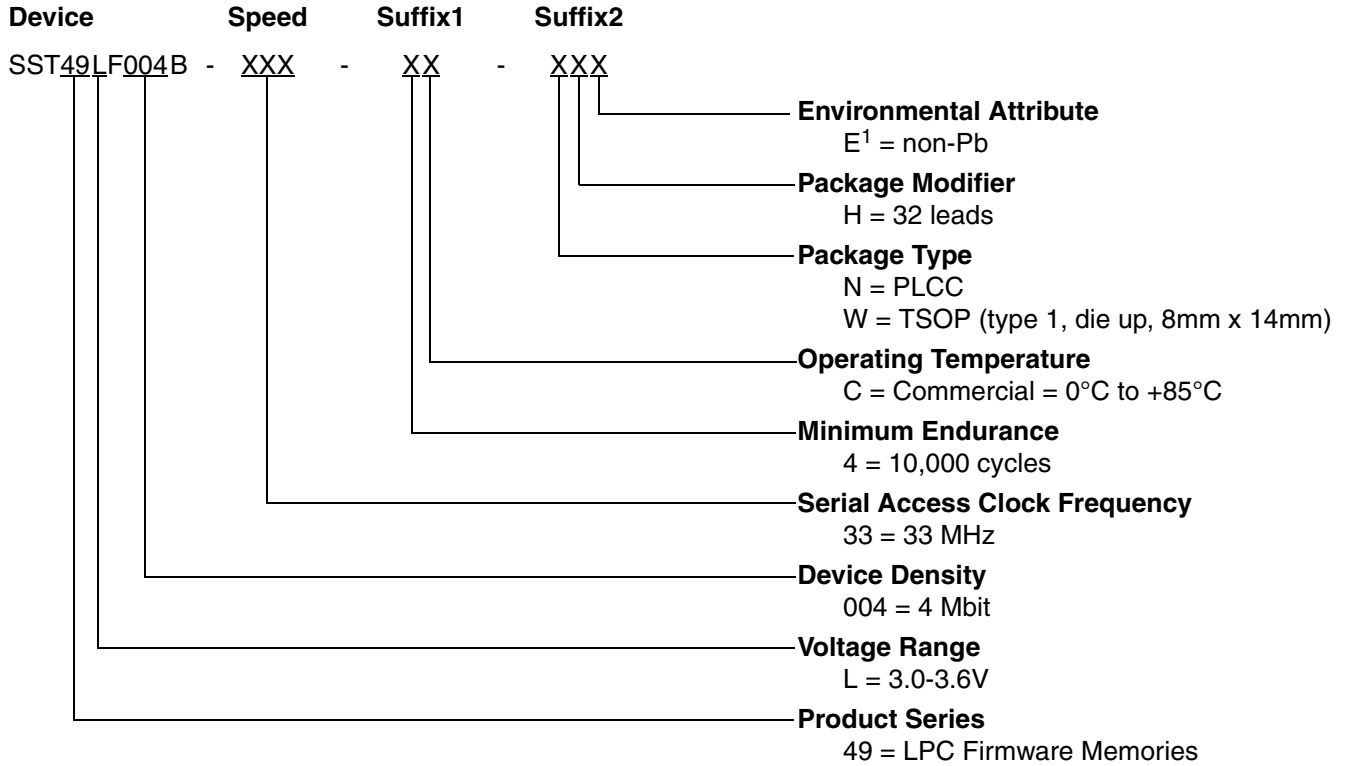 Device Speed Suffix1 Suffix2
SST49LF004B - XXX - XX - XXX
Environmental Attribute
E1 = non-Pb
Package Modifier
H = 32 leads
Package Type
N = PLCC
W = TSOP (type 1, die up, 8mm x 14mm)
Operating Temperature
C = Commercial = 0°C to +85°C
Minimum Endurance
4 = 10,000 cycles
Serial Access Clock Frequency
33 = 33 MHz
Device Density
004 = 4 Mbit
Voltage Range
L = 3.0-3.6V
Product Series
49 = LPC Firmware Memories